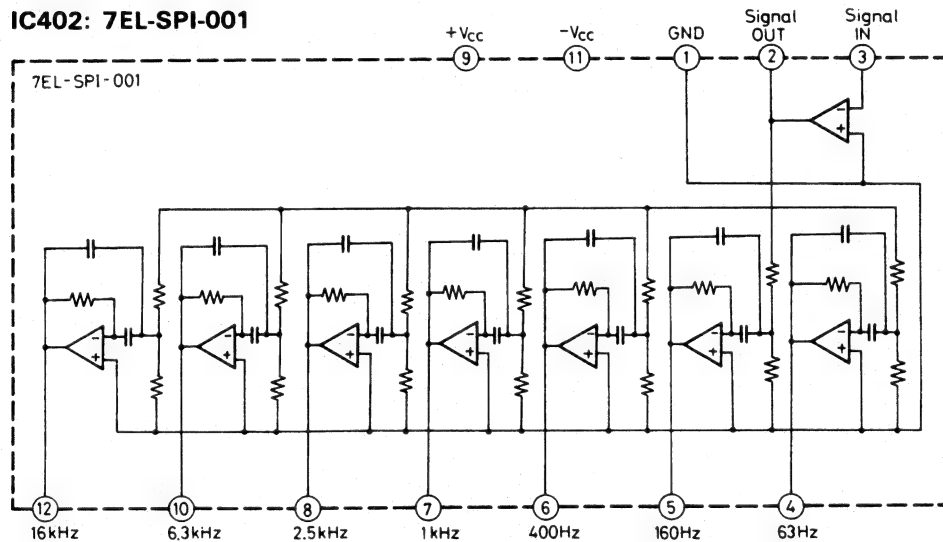 IC402: 7EL-SPI-001
+Vcc
-Vcc
GND
Signal OUT
Signal IN
9
11
1
2
3
7EL-SPI-001
-
+
-
+
-
+
-
+
-
+
-
+
-
+
-
+
12
10
8
7
6
5
4
16kHz
6.3kHz
2.5kHz
1kHz
400Hz
160Hz
63Hz